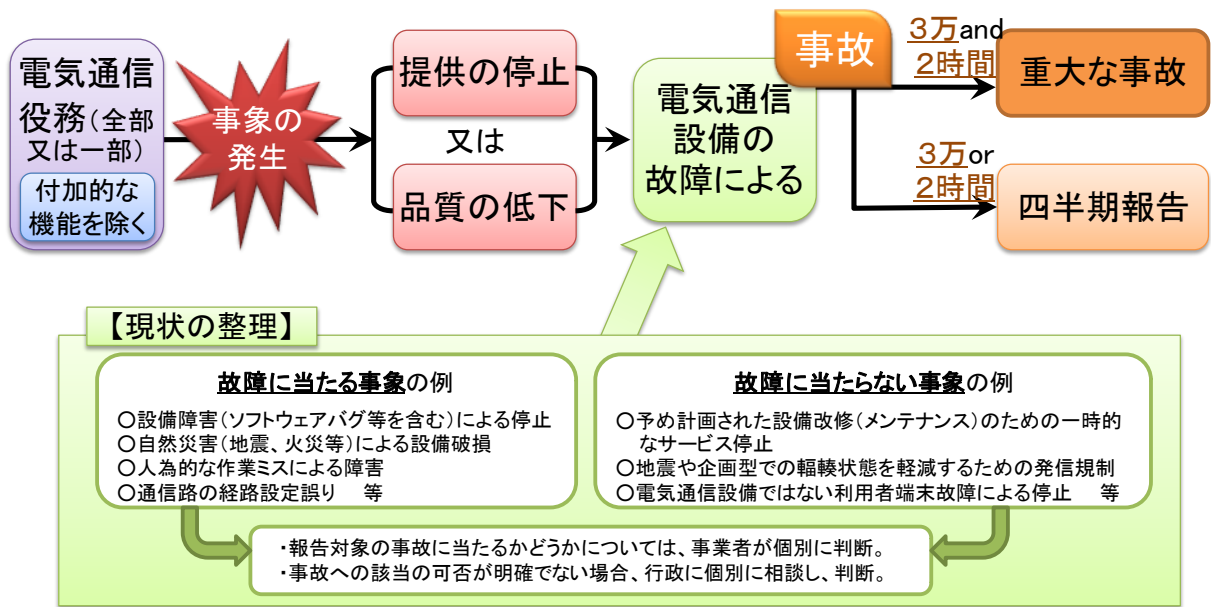 電気通信
役務(全部
又は一部)
付加的な
機能を除く
事象の
発生
提供の停止
又は
品質の低下
電気通信
設備の
故障による
事故
3万and
2時間
重大な事故
3万or
2時間
四半期報告
【現状の整理】
故障に当たる事象の例
○設備障害(ソフトウェアバグ等を含む)による停止
○自然災害(地震、火災等)による設備破損
○人為的な作業ミスによる障害
○通信路の経路設定誤り 等
故障に当たらない事象の例
○予め計画された設備改修(メンテナンス)のための一時的
なサービス停止
○地震や企画型での輻輳状態を軽減するための発信規制
○電気通信設備ではない利用者端末故障による停止 等
・報告対象の事故に当たるかどうかについては、事業者が個別に判断。
・事故への該当の可否が明確でない場合、行政に個別に相談し、判断。